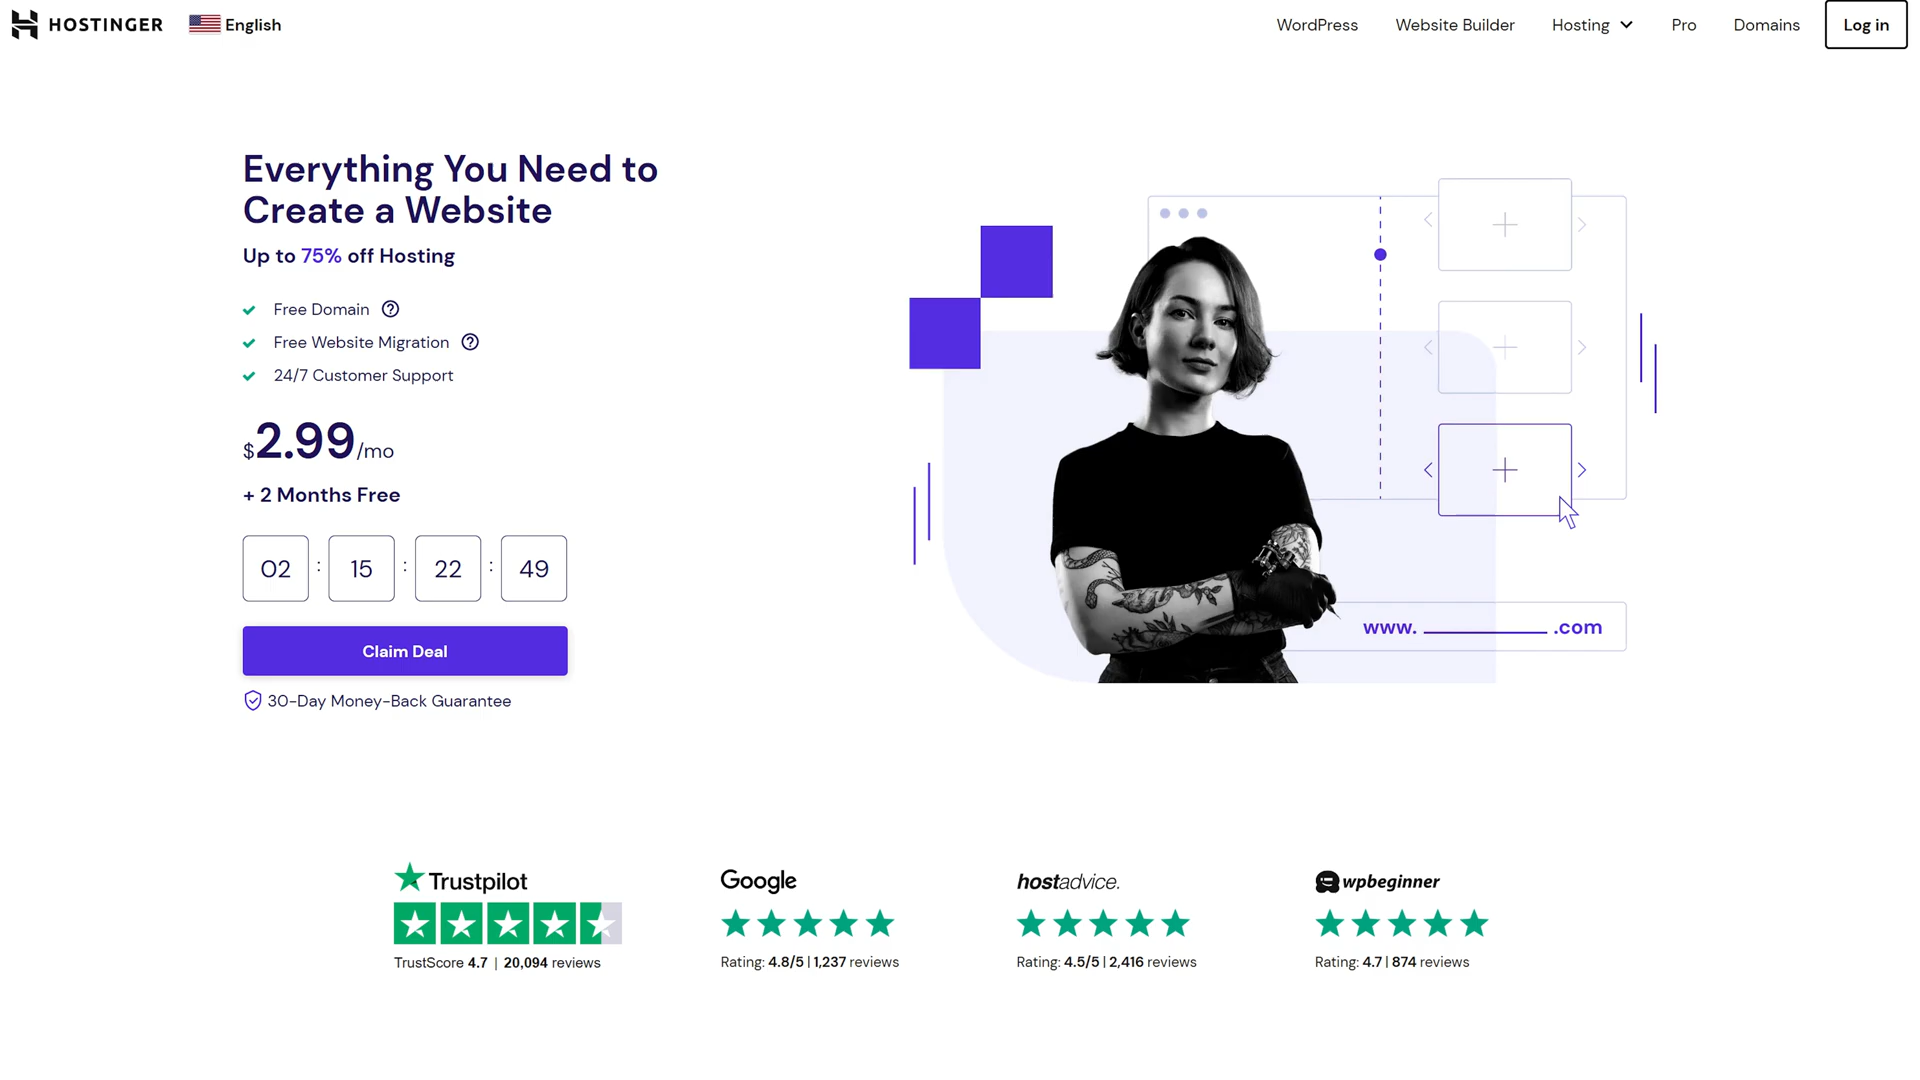 HOSTINGER
English
WordPress
Website Builder
Hosting
Pro
Domains
Log in
Everything You Need to
Create a Website
Up to 75% off Hosting
Free Domain
Free Website Migration
24/7 Customer Support
$2.99/mo
+ 2 Months Free
02 : 15 : 22 : 49
Claim Deal
30-Day Money-Back Guarantee
www. ________ .com
Trustpilot
TrustScore 4.7 | 20,094 reviews
Google
Rating: 4.8/5 | 1,237 reviews
hostadvice.
Rating: 4.5/5 | 2,416 reviews
wpbeginner
Rating: 4.7 | 874 reviews